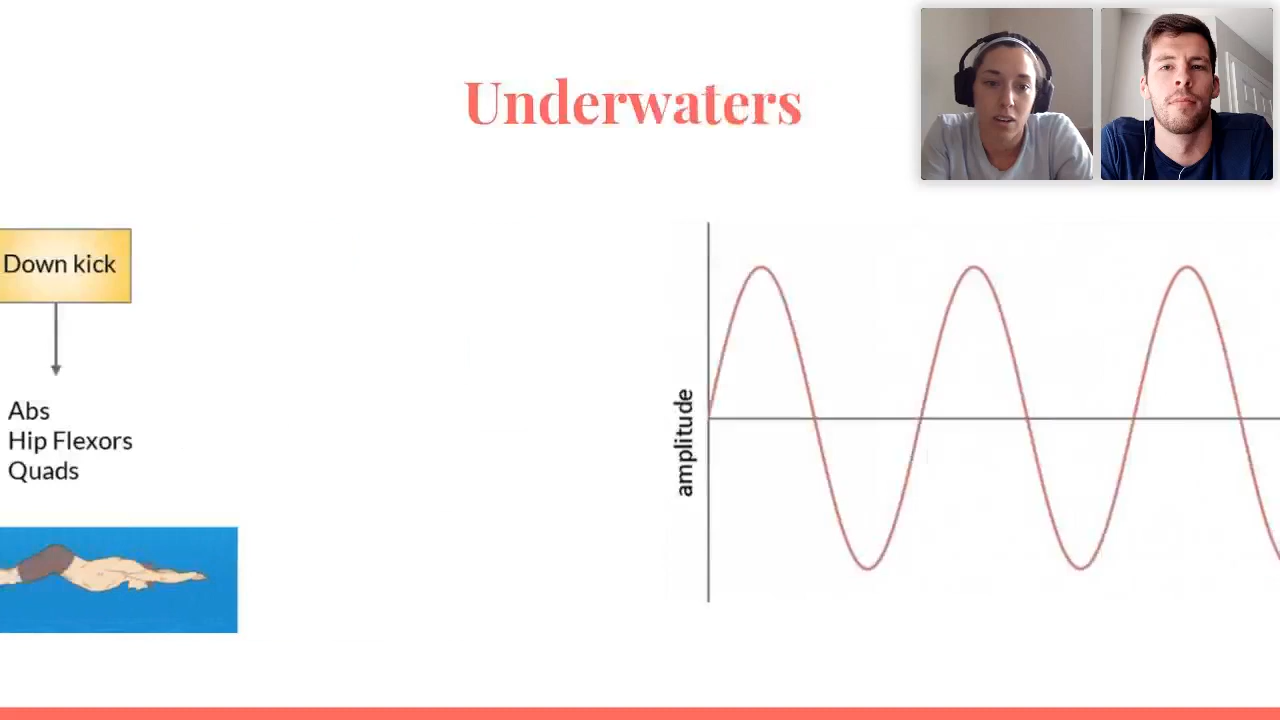 Underwaters
Down kick
Abs
Hip Flexors
Quads
amplitude